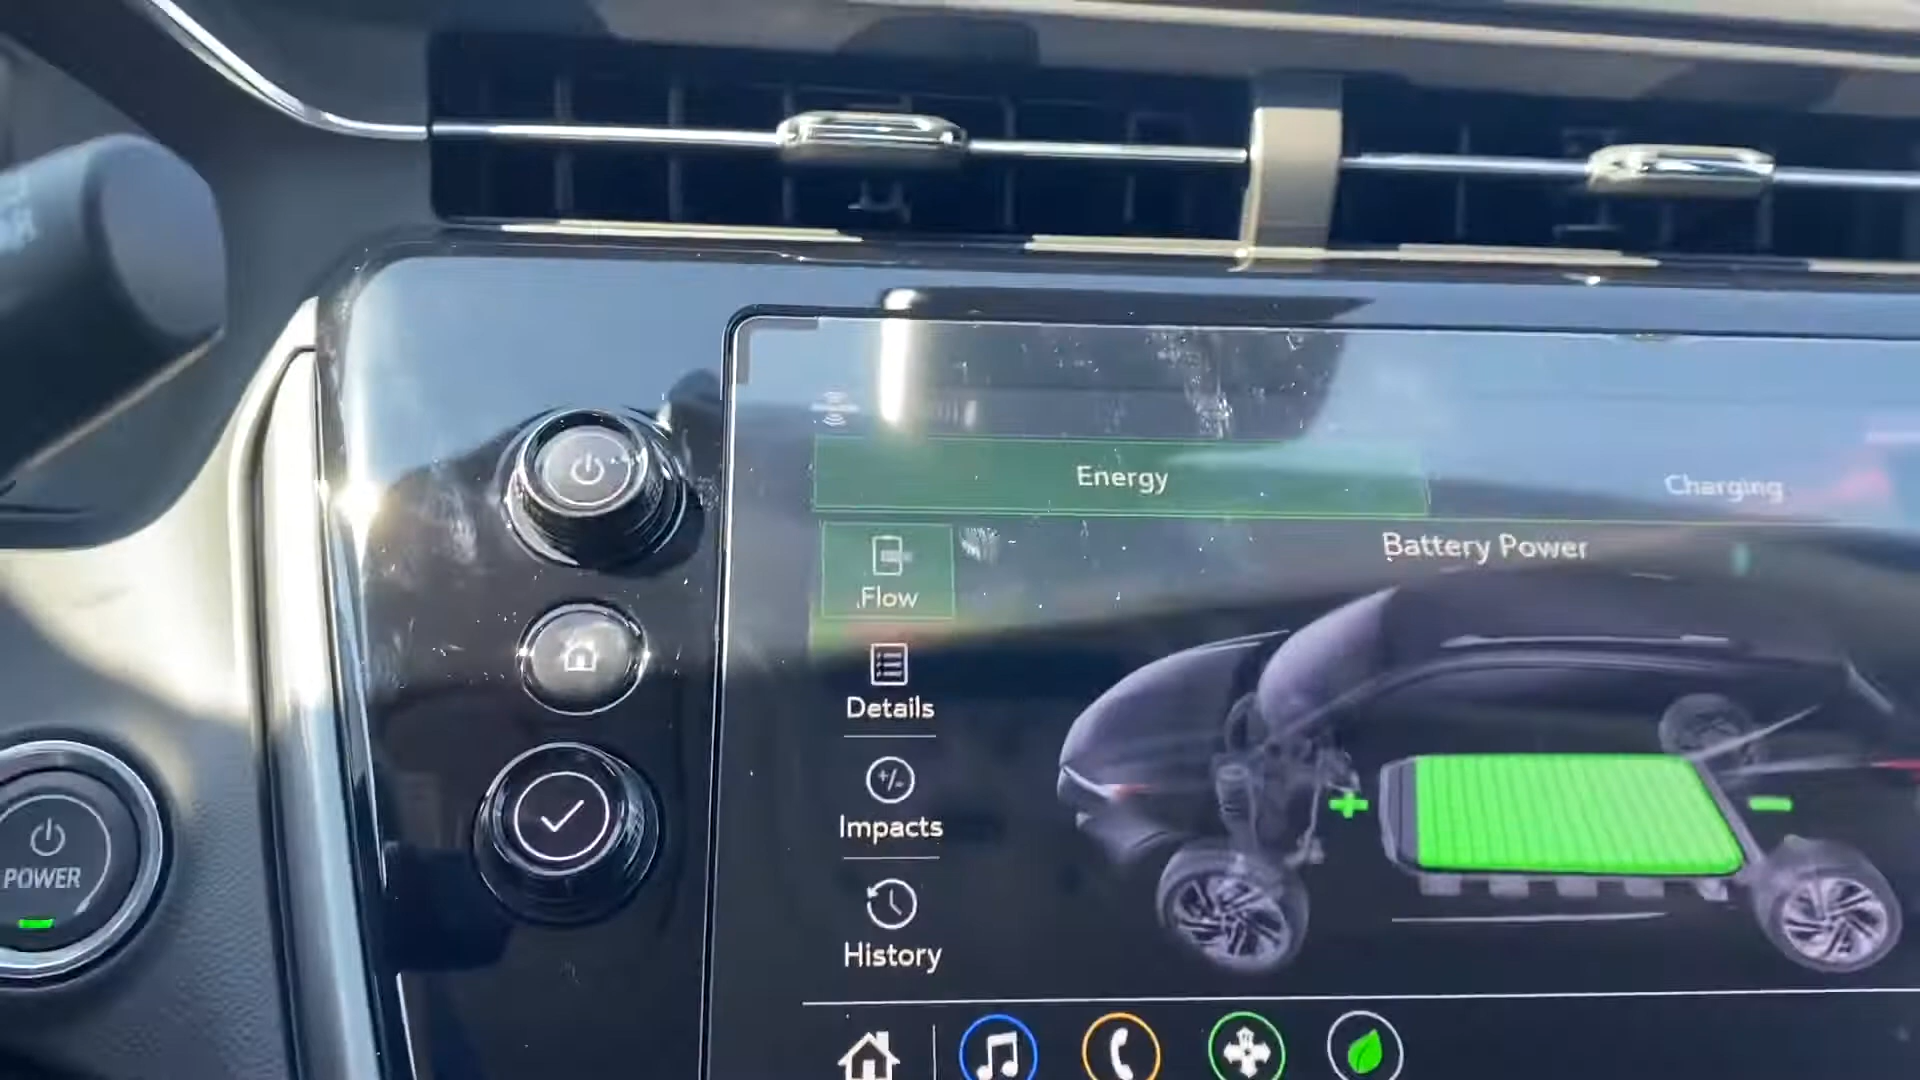 Energy
Charging
Battery Power
Flow
Details
Impacts
History
POWER